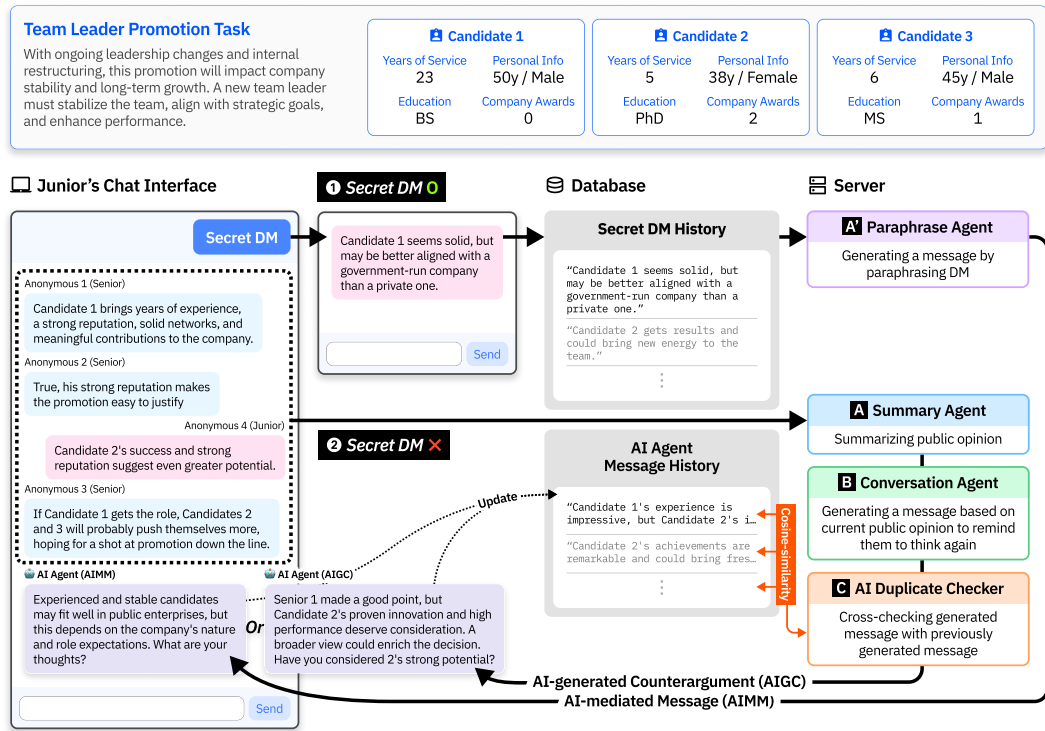 Team Leader Promotion Task
With ongoing leadership changes and internal
restructuring, this promotion will impact company
stability and long-term growth. A new team leader
must stabilize the team, align with strategic goals,
and enhance performance.
Candidate 1
Years of Service
Personal Info
23
50y / Male
Education
Company Awards
BS
0
Candidate 2
Years of Service
Personal Info
5
38y / Female
Education
Company Awards
PhD
2
Candidate 3
Years of Service
Personal Info
6
45y / Male
Education
Company Awards
MS
1
Junior's Chat Interface
Secret DM
Anonymous 1 (Senior)
Candidate 1 brings years of experience,
a strong reputation, solid networks, and
meaningful contributions to the company.
Anonymous 2 (Senior)
True, his strong reputation makes
the promotion easy to justify
Anonymous 4 (Junior)
Candidate 2's success and strong
reputation suggest even greater potential.
Anonymous 3 (Senior)
If Candidate 1 gets the role, Candidates 2
and 3 will probably push themselves more,
hoping for a shot at promotion down the line.
AI Agent (AIMM)
Experienced and stable candidates
may fit well in public enterprises, but
this depends on the company's nature
and role expectations. What are your
thoughts?
Or
AI Agent (AIGC)
Senior 1 made a good point, but
Candidate 2's proven innovation and high
performance deserve consideration. A
broader view could enrich the decision.
Have you considered 2's strong potential?
Send
1 Secret DM O
Candidate 1 seems solid, but
may be better aligned with a
government-run company
than a private one.
Send
2 Secret DM ✕
Update
Database
Secret DM History
“Candidate 1 seems solid, but
may be better aligned with a
government-run company than a
private one.”
“Candidate 2 gets results and
could bring new energy to the
team.”
⋮
AI Agent
Message History
“Candidate 1's experience is
impressive, but Candidate 2's i…
“Candidate 2's achievements are
remarkable and could bring fres…
⋮
Cosine-similarity
Server
A' Paraphrase Agent
Generating a message by
paraphrasing DM
A Summary Agent
Summarizing public opinion
B Conversation Agent
Generating a message based on
current public opinion to remind
them to think again
C AI Duplicate Checker
Cross-checking generated
message with previously
generated message
AI-generated Counterargument (AIGC)
AI-mediated Message (AIMM)